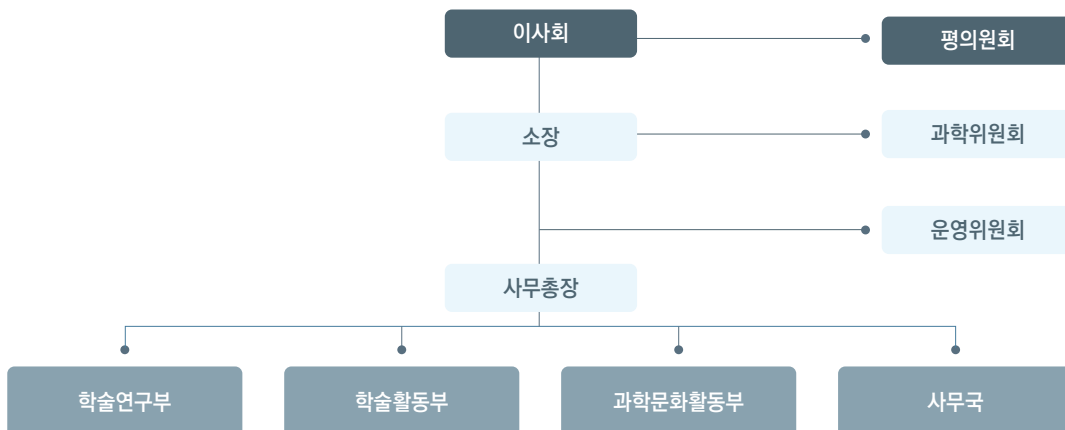 이사회
평의원회
소장
과학위원회
운영위원회
사무총장
학술연구부
학술활동부
과학문화활동부
사무국